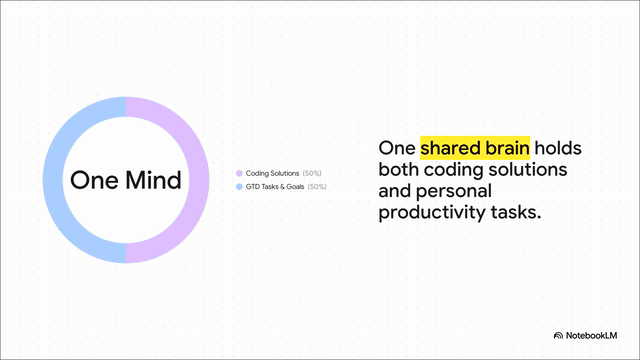 One Mind
Coding Solutions (50%)
GTD Tasks & Goals (50%)
One shared brain holds
both coding solutions
and personal
productivity tasks.
NotebookLM